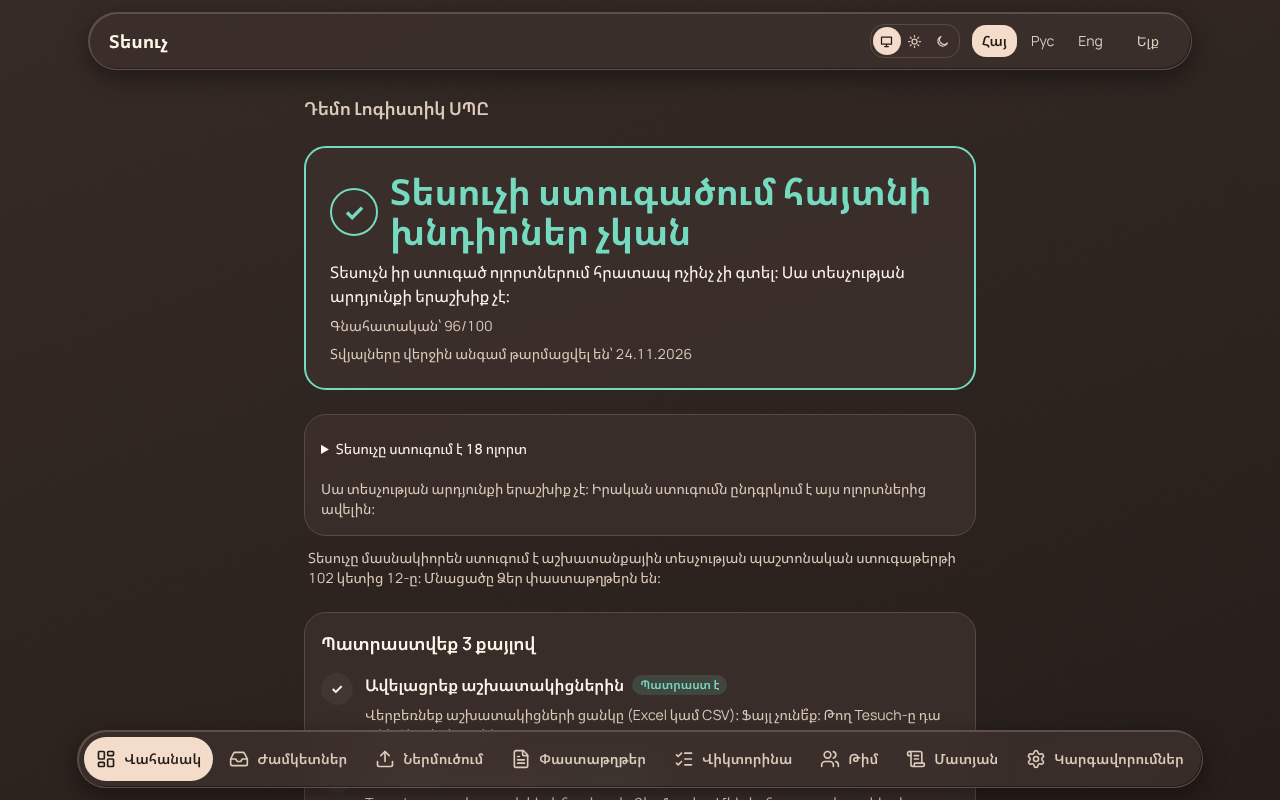 Տեսուչ
Հայ Рус Eng Ելք
Դեմո Լոգիստիկ ՍՊԸ
Տեսուչի ստուգածում հայտնի
խնդիրներ չկան
Տեսուչն իր ստուգած ոլորտներում հրատապ ոչինչ չի գտել: Սա տեսչության
արդյունքի երաշխիք չէ:
Գնահատական՝ 96/100
Տվյալները վերջին անգամ թարմացվել են՝ 24.11.2026
Տեսուչը ստուգում է 18 ոլորտ
Սա տեսչության արդյունքի երաշխիք չէ: Իրական ստուգումն ընդգրկում է այս ոլորտներից
ավելին:
Տեսուչը մասնակիորեն ստուգում է աշխատանքային տեսչության պաշտոնական ստուգաթերթի
102 կետից 12-ը: Մնացածը Ձեր փաստաթղթերն են:
Պատրաստվեք 3 քայլով
Ավելացրեք աշխատակիցներին Պատրաստ է
Վերբեռնեք աշխատակիցների ցանկը (Excel կամ CSV): Ֆայլ չունե՞ք: Թող Tesuch-ը դա
Վահանակ Ժամկետներ Ներմուծում Փաստաթղթեր Վիկտորինա Թիմ Մատյան Կարգավորումներ